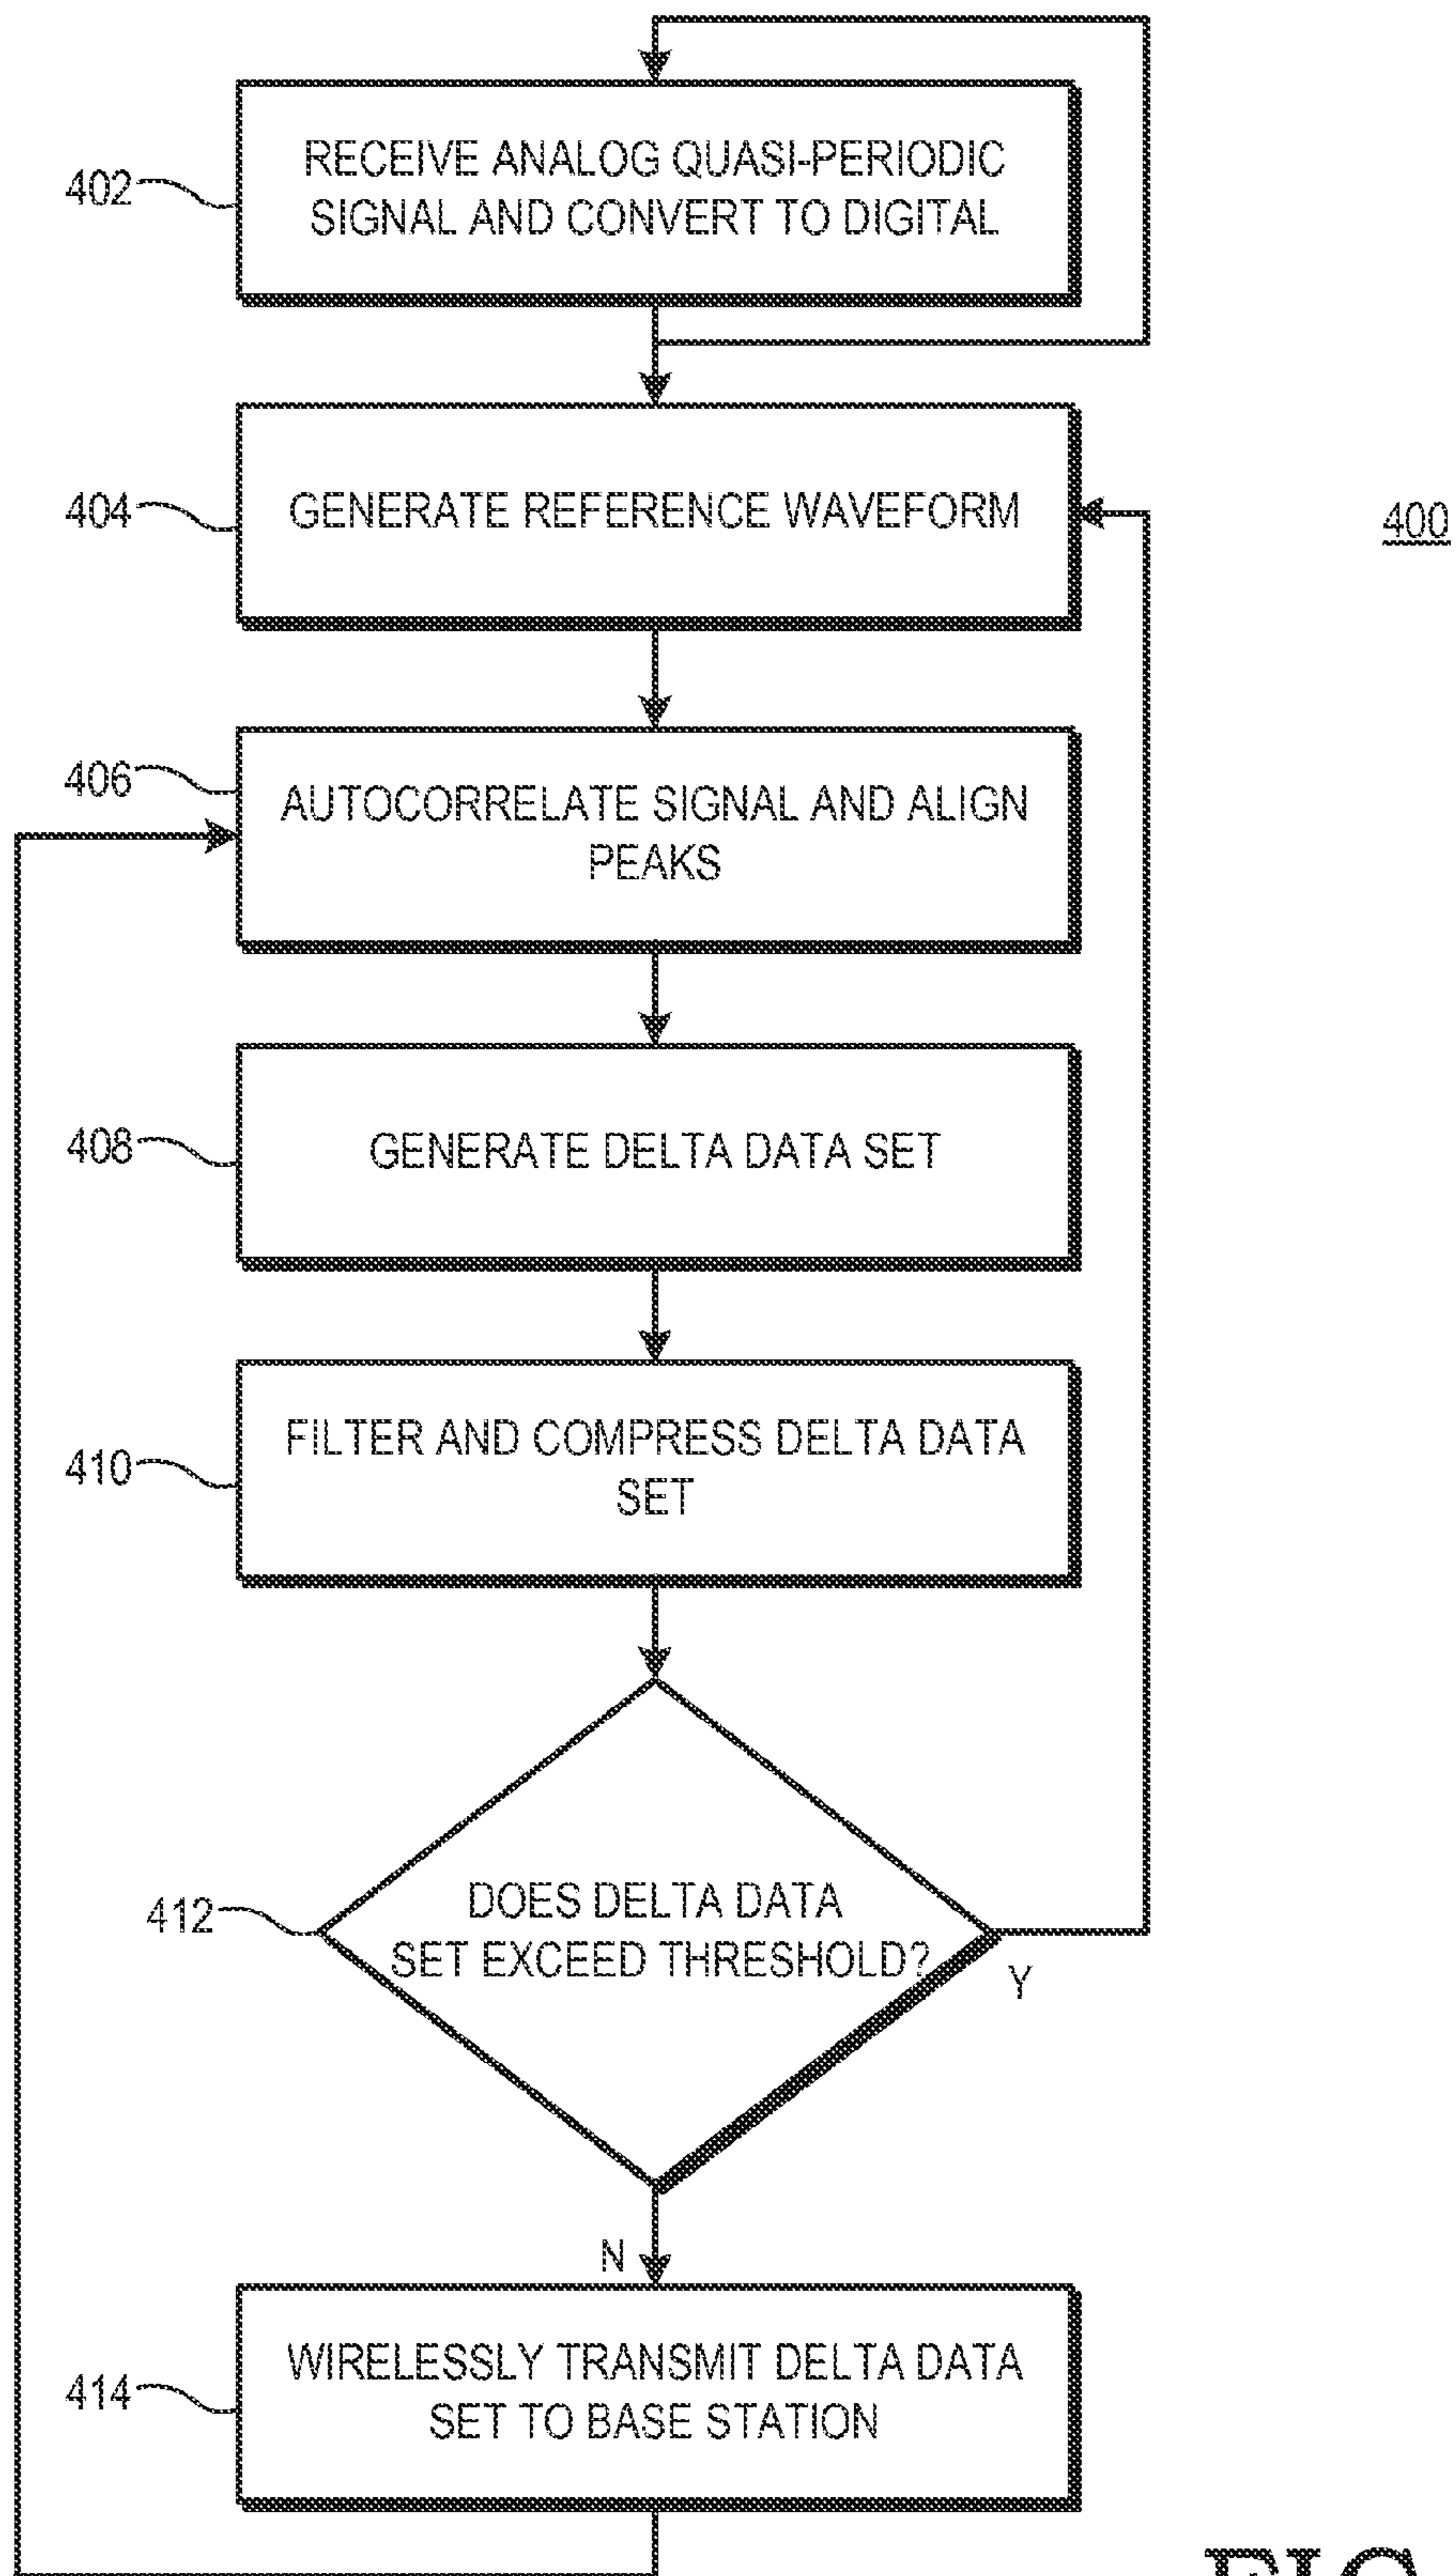 402
RECEIVE ANALOG QUASI-PERIODIC
SIGNAL AND CONVERT TO DIGITAL
404
GENERATE REFERENCE WAVEFORM
400
406
AUTOCORRELATE SIGNAL AND ALIGN
PEAKS
408
GENERATE DELTA DATA SET
410
FILTER AND COMPRESS DELTA DATA
SET
412
DOES DELTA DATA
SET EXCEED THRESHOLD?
Y
N
414
WIRELESSLY TRANSMIT DELTA DATA
SET TO BASE STATION